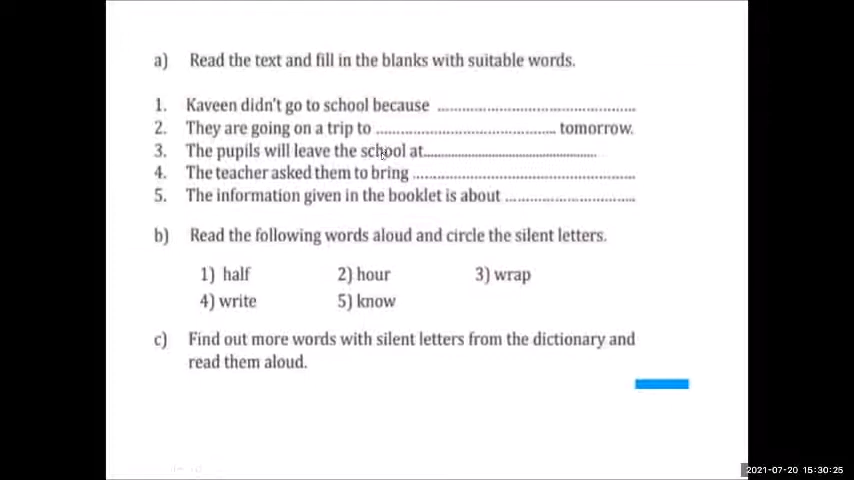 a) Read the text and fill in the blanks with suitable words.
1. Kaveen didn't go to school because ............................................
2. They are going on a trip to ........................................ tomorrow.
3. The pupils will leave the school at......................................
4. The teacher asked them to bring .................................................
5. The information given in the booklet is about .............................
b) Read the following words aloud and circle the silent letters.
1) half 2) hour 3) wrap
4) write 5) know
c) Find out more words with silent letters from the dictionary and
read them aloud.
2021-07-20 15:30:25